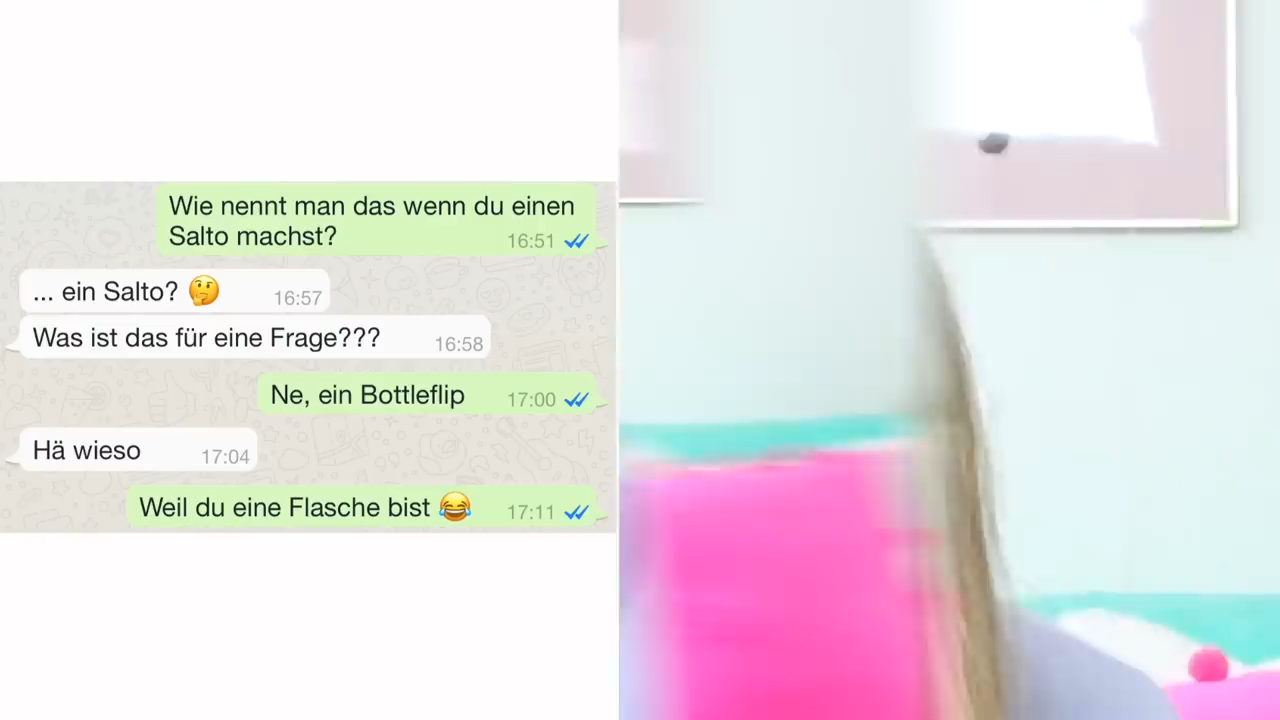 Wie nennt man das wenn du einen
Salto machst? 16:51
... ein Salto? 🤔 16:57
Was ist das für eine Frage??? 16:58
Ne, ein Bottleflip 17:00
Hä wieso 17:04
Weil du eine Flasche bist 😂 17:11